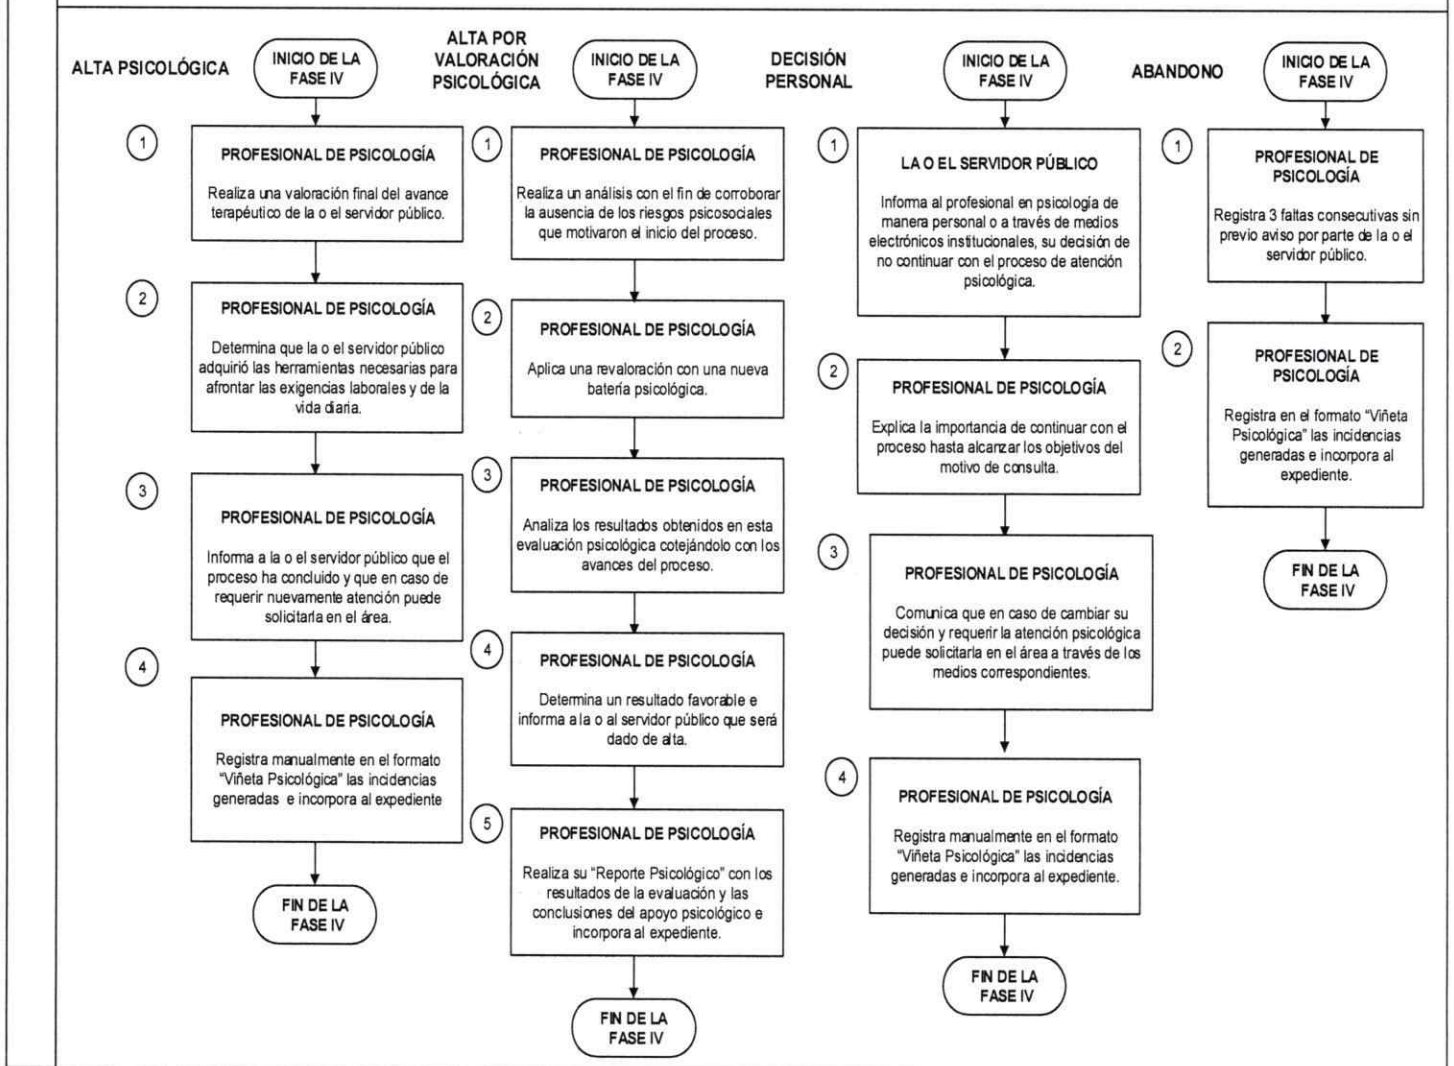 ALTA PSICOLÓGICA
INICIO DE LA
FASE IV
1
PROFESIONAL DE PSICOLOGÍA
Realiza una valoración final del avance
terapéutico de la o el servidor público.
2
PROFESIONAL DE PSICOLOGÍA
Determina que la o el servidor público
adquirió las herramientas necesarias para
afrontar las exigencias laborales y de la
vida diaria.
3
PROFESIONAL DE PSICOLOGÍA
Informa a la o el servidor público que el
proceso ha concluido y que en caso de
requerir nuevamente atención puede
solicitarla en el área.
4
PROFESIONAL DE PSICOLOGÍA
Registra manualmente en el formato
“Viñeta Psicológica” las incidencias
generadas e incorpora al expediente
FIN DE LA
FASE IV
ALTA POR
VALORACIÓN
PSICOLÓGICA
INICIO DE LA
FASE IV
1
PROFESIONAL DE PSICOLOGÍA
Realiza un análisis con el fin de corroborar
la ausencia de los riesgos psicosociales
que motivaron el inicio del proceso.
2
PROFESIONAL DE PSICOLOGÍA
Aplica una revaloración con una nueva
batería psicológica.
3
PROFESIONAL DE PSICOLOGÍA
Analiza los resultados obtenidos en esta
evaluación psicológica cotejándolo con los
avances del proceso.
4
PROFESIONAL DE PSICOLOGÍA
Determina un resultado favorable e
informa a la o al servidor público que será
dado de alta.
5
PROFESIONAL DE PSICOLOGÍA
Realiza su “Reporte Psicológico” con los
resultados de la evaluación y las
conclusiones del apoyo psicológico e
incorpora al expediente.
FIN DE LA
FASE IV
DECISIÓN
PERSONAL
INICIO DE LA
FASE IV
1
LA O EL SERVIDOR PÚBLICO
Informa al profesional en psicología de
manera personal o a través de medios
electrónicos institucionales, su decisión de
no continuar con el proceso de atención
psicológica.
2
PROFESIONAL DE PSICOLOGÍA
Explica la importancia de continuar con el
proceso hasta alcanzar los objetivos del
motivo de consulta.
3
PROFESIONAL DE PSICOLOGÍA
Comunica que en caso de cambiar su
decisión y requerir la atención psicológica
puede solicitarla en el área a través de los
medios correspondientes.
4
PROFESIONAL DE PSICOLOGÍA
Registra manualmente en el formato
“Viñeta Psicológica” las incidencias
generadas e incorpora al expediente.
FIN DE LA
FASE IV
ABANDONO
INICIO DE LA
FASE IV
1
PROFESIONAL DE
PSICOLOGÍA
Registra 3 faltas consecutivas sin
previo aviso por parte de la o el
servidor público.
2
PROFESIONAL DE
PSICOLOGÍA
Registra en el formato “Viñeta
Psicológica” las incidencias
generadas e incorpora al
expediente.
FIN DE LA
FASE IV